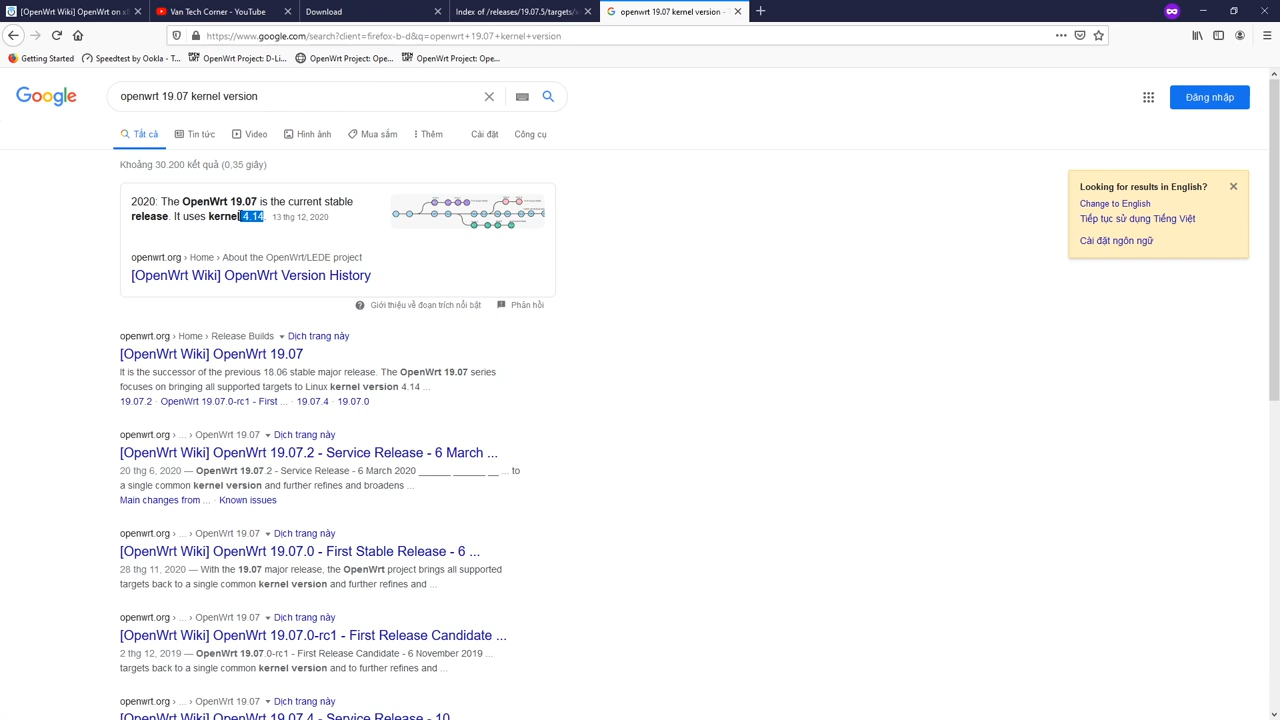 [OpenWrt Wiki] OpenWrt on x8
Van Tech Corner - YouTube
Download
Index of /releases/19.07.5/targets/x
openwrt 19.07 kernel version -
https://www.google.com/search?client=firefox-b-d&q=openwrt+19.07+kernel+version
Getting Started
Speedtest by Ookla - T...
OpenWrt Project: D-Li...
OpenWrt Project: Ope...
OpenWrt Project: Ope...
Google
openwrt 19.07 kernel version
Đăng nhập
Tất cả
Tin tức
Video
Hình ảnh
Mua sắm
Thêm
Cài đặt
Công cụ
Khoảng 30.200 kết quả (0,35 giây)
2020: The OpenWrt 19.07 is the current stable
release. It uses kernel 4.14. 13 thg 12, 2020
openwrt.org › Home › About the OpenWrt/LEDE project
[OpenWrt Wiki] OpenWrt Version History
Giới thiệu về đoạn trích nổi bật
Phản hồi
Looking for results in English?
Change to English
Tiếp tục sử dụng Tiếng Việt
Cài đặt ngôn ngữ
openwrt.org › Home › Release Builds Dịch trang này
[OpenWrt Wiki] OpenWrt 19.07
It is the successor of the previous 18.06 stable major release. The OpenWrt 19.07 series
focuses on bringing all supported targets to Linux kernel version 4.14 ...
19.07.2 · OpenWrt 19.07.0-rc1 - First ... · 19.07.4 · 19.07.0
openwrt.org › ... › OpenWrt 19.07 Dịch trang này
[OpenWrt Wiki] OpenWrt 19.07.2 - Service Release - 6 March ...
20 thg 6, 2020 — OpenWrt 19.07.2 - Service Release - 6 March 2020 ______ ______ __ ... to
a single common kernel version and further refines and broadens ...
Main changes from ... · Known issues
openwrt.org › ... › OpenWrt 19.07 Dịch trang này
[OpenWrt Wiki] OpenWrt 19.07.0 - First Stable Release - 6 ...
28 thg 11, 2020 — With the 19.07 major release, the OpenWrt project brings all supported
targets back to a single common kernel version and further refines and ...
openwrt.org › ... › OpenWrt 19.07 Dịch trang này
[OpenWrt Wiki] OpenWrt 19.07.0-rc1 - First Release Candidate ...
2 thg 12, 2019 — OpenWrt 19.07.0-rc1 - First Release Candidate - 6 November 2019 ...
targets back to a single common kernel version and to further refines and ...
openwrt.org › ... › OpenWrt 19.07 Dịch trang này
[OpenWrt Wiki] OpenWrt 19.07.4 - Service Release - 10